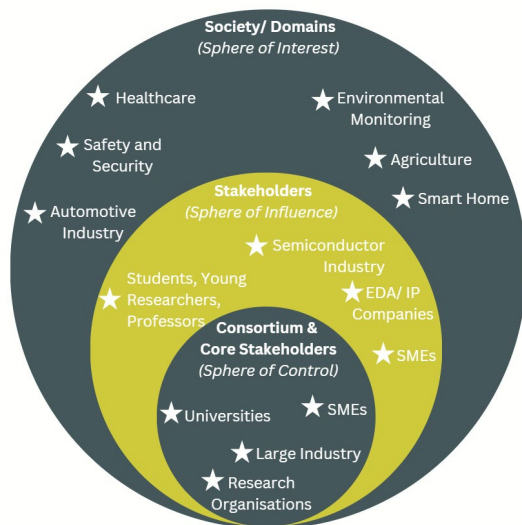 Society/ Domains
(Sphere of Interest)
Healthcare
Environmental
Monitoring
Safety and
Security
Agriculture
Smart Home
Automotive
Industry
Stakeholders
(Sphere of Influence)
Semiconductor
Industry
Students, Young
Researchers,
Professors
EDA/ IP
Companies
SMEs
Consortium &
Core Stakeholders
(Sphere of Control)
Universities
SMEs
Large Industry
Research
Organisations